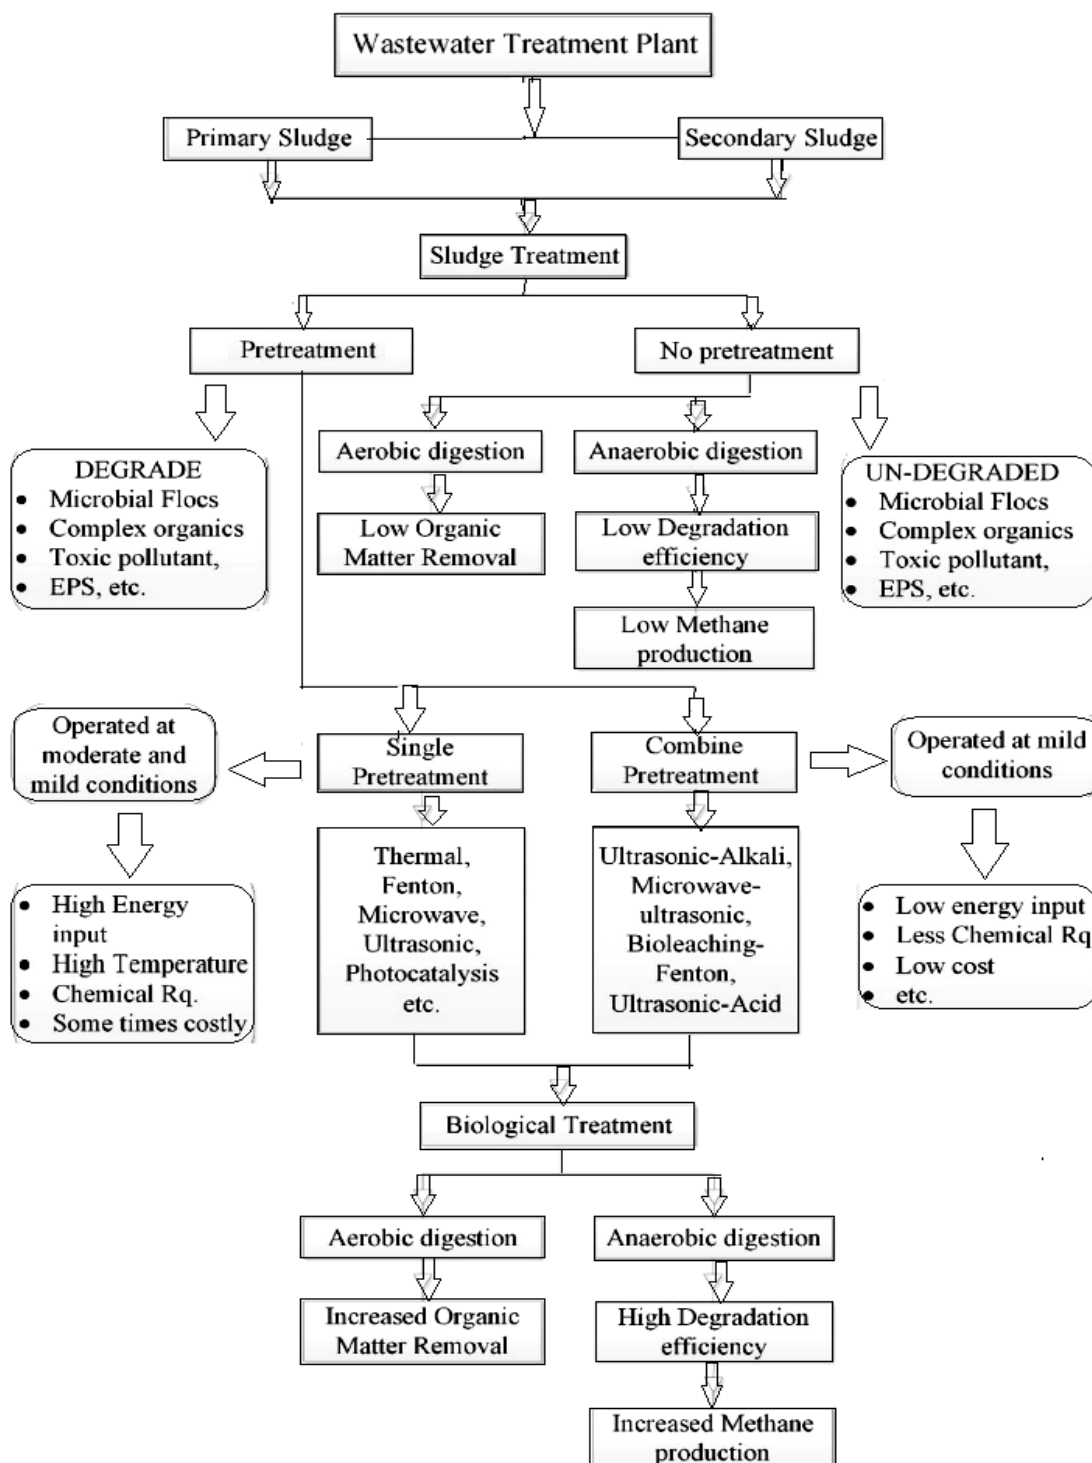 Wastewater Treatment Plant
Primary Sludge
Secondary Sludge
Sludge Treatment
Pretreatment
No pretreatment
Aerobic digestion
Anaerobic digestion
DEGRADE
• Microbial Flocs
• Complex organics
• Toxic pollutant,
• EPS, etc.
Low Organic
Matter Removal
Low Degradation
efficiency
UN-DEGRADED
• Microbial Flocs
• Complex organics
• Toxic pollutant,
• EPS, etc.
Low Methane
production
Operated at
moderate and
mild conditions
Single
Pretreatment
Combine
Pretreatment
Operated at mild
conditions
• High Energy
input
• High Temperature
• Chemical Rq.
• Some times costly
Thermal,
Fenton,
Microwave,
Ultrasonic,
Photocatalysis
etc.
Ultrasonic-Alkali,
Microwave-
ultrasonic,
Bioleaching-
Fenton,
Ultrasonic-Acid
• Low energy input
• Less Chemical Rq
• Low cost
• etc.
Biological Treatment
Aerobic digestion
Anaerobic digestion
Increased Organic
Matter Removal
High Degradation
efficiency
Increased Methane
production